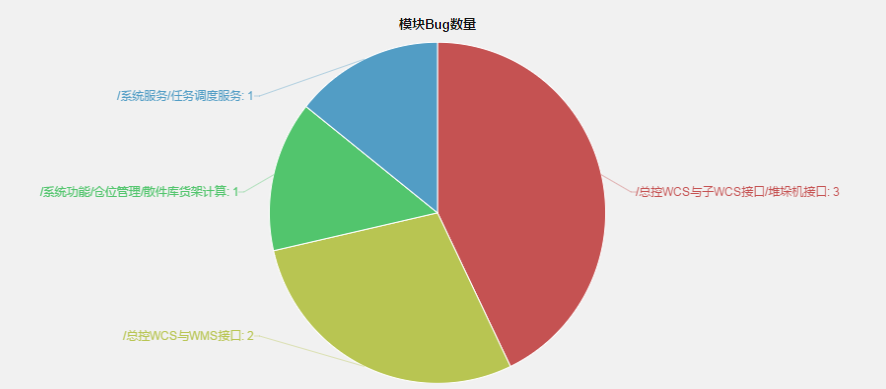 模块Bug数量
/系统服务/任务调度服务: 1
/系统功能/仓位管理/散件库货架计算: 1
/总控WCS与子WCS接口/堆垛机接口: 3
/总控WCS与WMS接口: 2